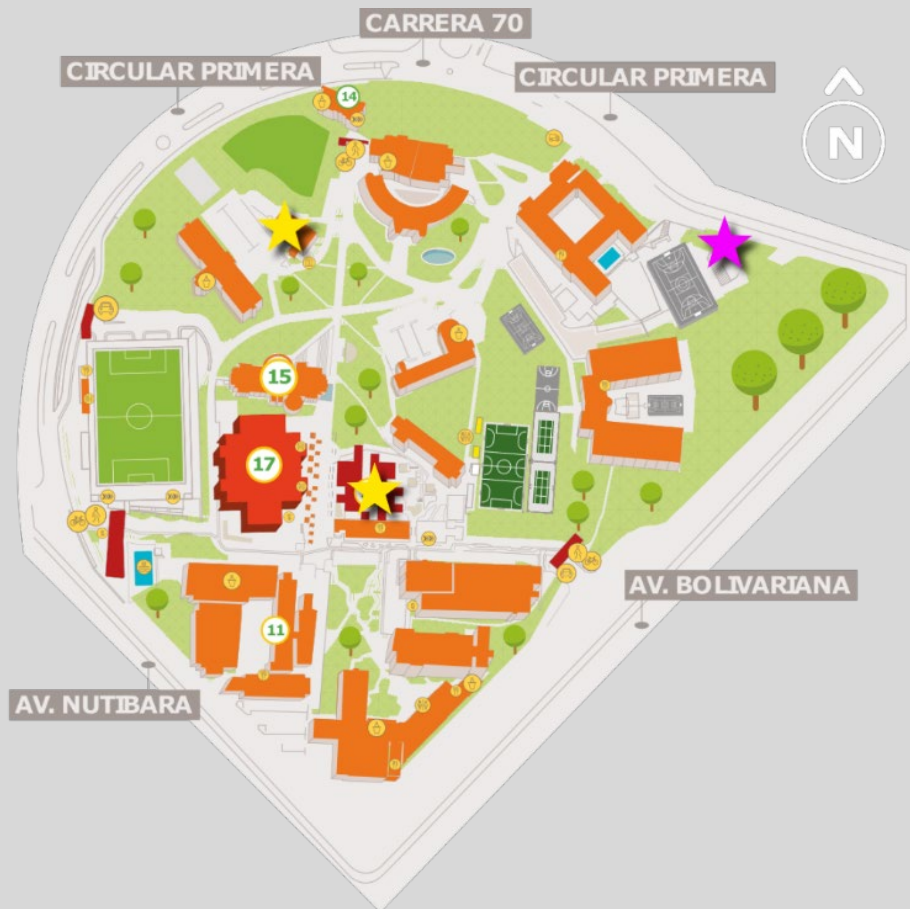 CARRERA 70
CIRCULAR PRIMERA
CIRCULAR PRIMERA
14
N
15
17
11
AV. BOLIVARIANA
AV. NUTIBARA